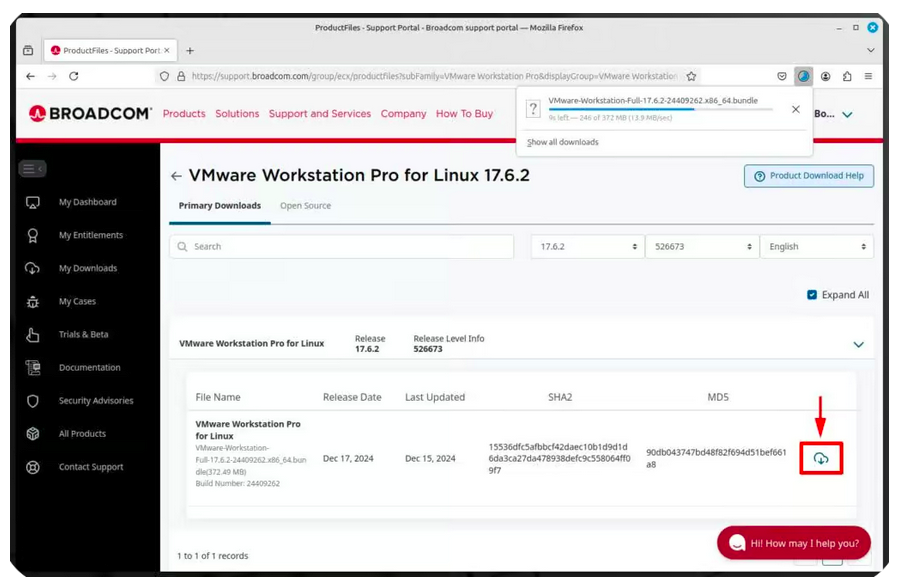 ProductFiles - Support Portal - Broadcom support portal — Mozilla Firefox
ProductFiles - Support Port
https://support.broadcom.com/group/ecx/productfiles?subFamily=VMware Workstation Pro&displayGroup=VMware Workstation
VMware-Workstation-Full-17.6.2-24409262.x86_64.bundle
9s left — 246 of 372 MB (13.9 MB/sec)
Show all downloads
BROADCOM
Products Solutions Support and Services Company How To Buy
Bo...
VMware Workstation Pro for Linux 17.6.2
Product Download Help
Primary Downloads Open Source
Search
17.6.2 526673 English
Expand All
My Dashboard
My Entitlements
My Downloads
My Cases
Trials & Beta
Documentation
Security Advisories
All Products
Contact Support
VMware Workstation Pro for Linux
Release
17.6.2
Release Level Info
526673
File Name Release Date Last Updated SHA2 MD5
VMware Workstation Pro
for Linux
VMware-Workstation-
Full-17.6.2-24409262.x86_64.bun
dle(372.49 MB)
Build Number: 24409262
Dec 17, 2024
Dec 15, 2024
15536dfc5afbbcf42daec10b1d9d1d
6da3ca27da478938defc9c558064ff0
9f7
90db043747bd48f82f694d51bef661
a8
1 to 1 of 1 records
Hi! How may I help you?